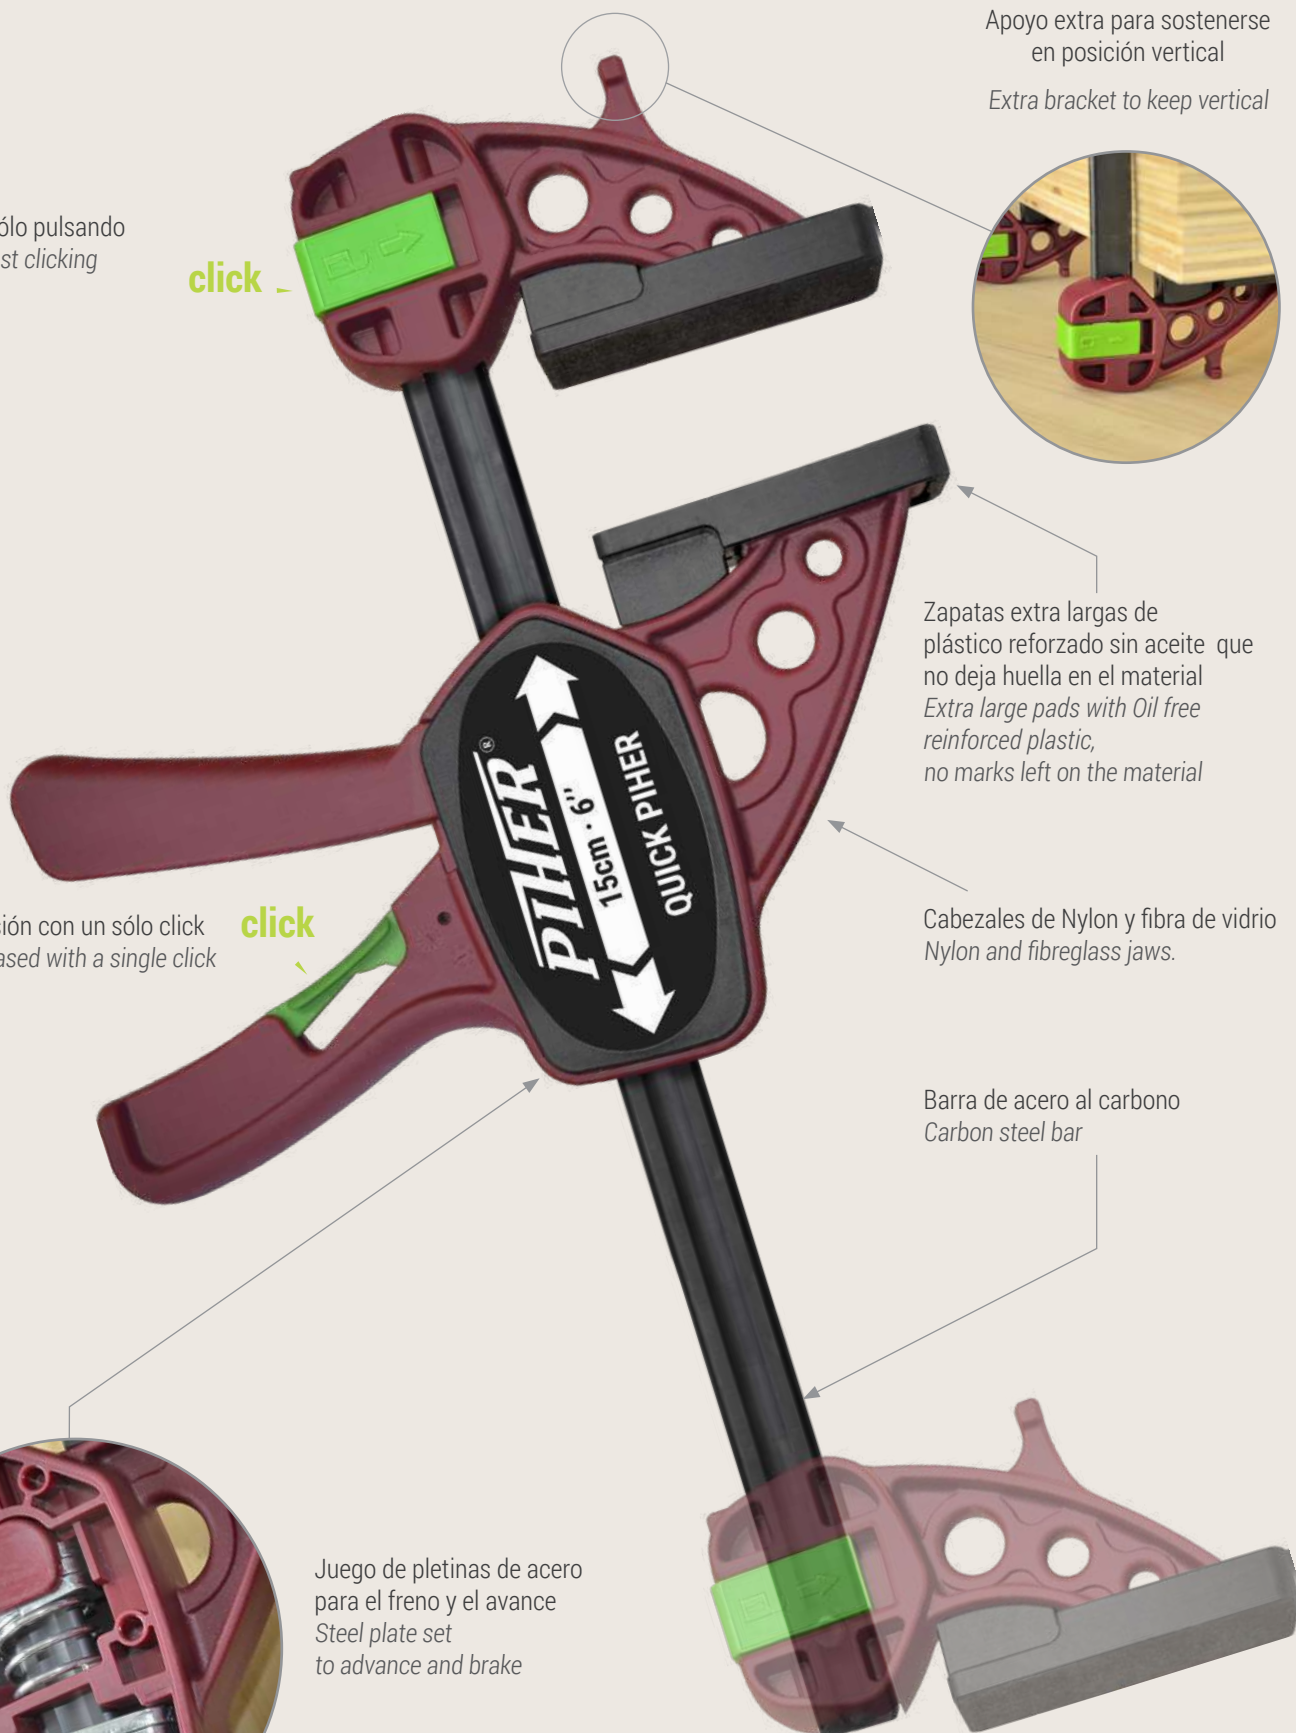 Apoyo extra para sostenerse
en posición vertical
Extra bracket to keep vertical
pulsando
clicking
click
Zapatas extra largas de
plástico reforzado sin aceite que
no deja huella en el material
Extra large pads with Oil free
reinforced plastic,
no marks left on the material
PIHER®
15cm · 6”
QUICK PIHER
con un sólo click
with a single click
click
Cabezales de Nylon y fibra de vidrio
Nylon and fibreglass jaws.
Barra de acero al carbono
Carbon steel bar
Juego de pletinas de acero
para el freno y el avance
Steel plate set
to advance and brake